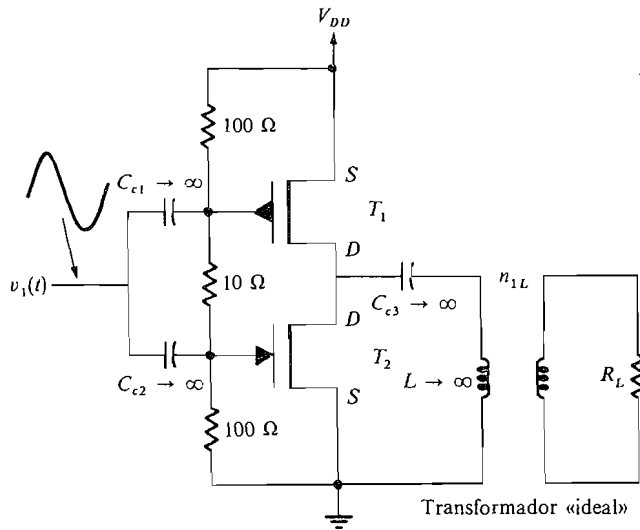 V_DD
100 Ω
S
C_c1 → ∞
T_1
D
v_1(t)
10 Ω
n_1L
C_c3 → ∞
D
T_2
C_c2 → ∞
L → ∞
R_L
S
100 Ω
Transformador «ideal»